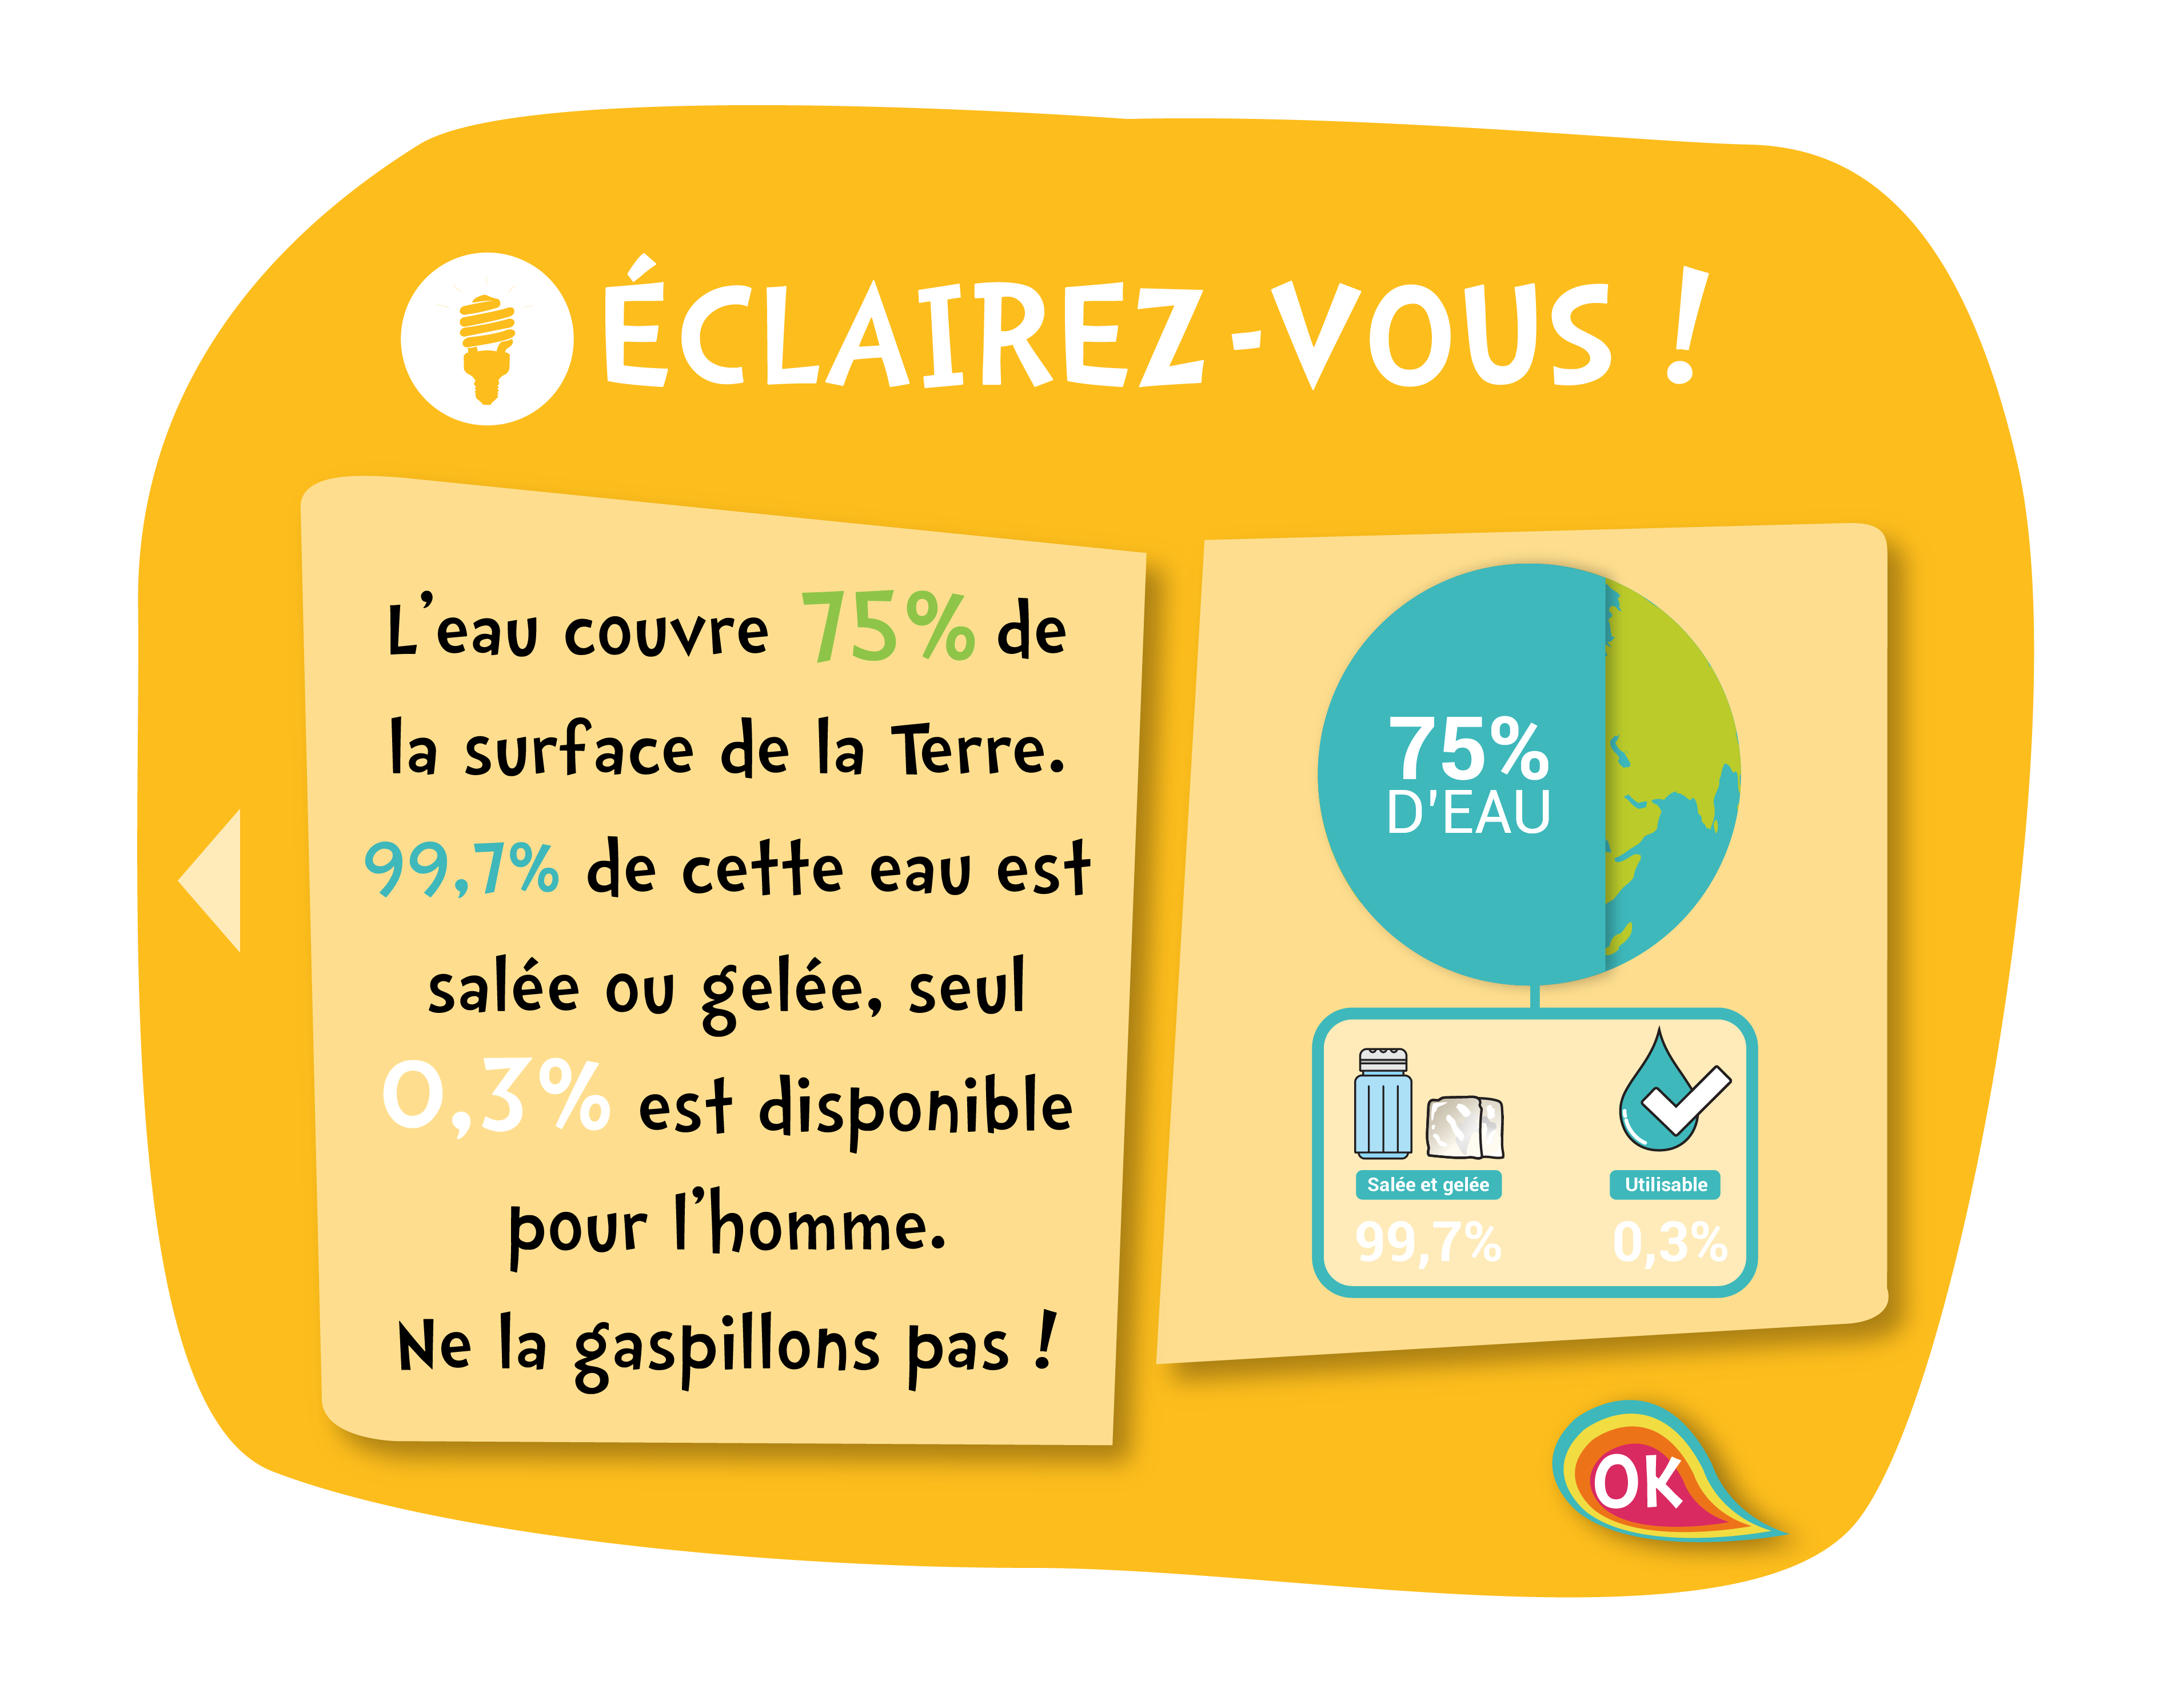 ÉCLAIREZ-VOUS !
L'eau couvre 75% de
la surface de la Terre.
99,7% de cette eau est
salée ou gelée, seul
0,3% est disponible
pour l'homme.
Ne la gaspillons pas !
75%
D'EAU
Salée et gelée
99,7%
Utilisable
0,3%
OK